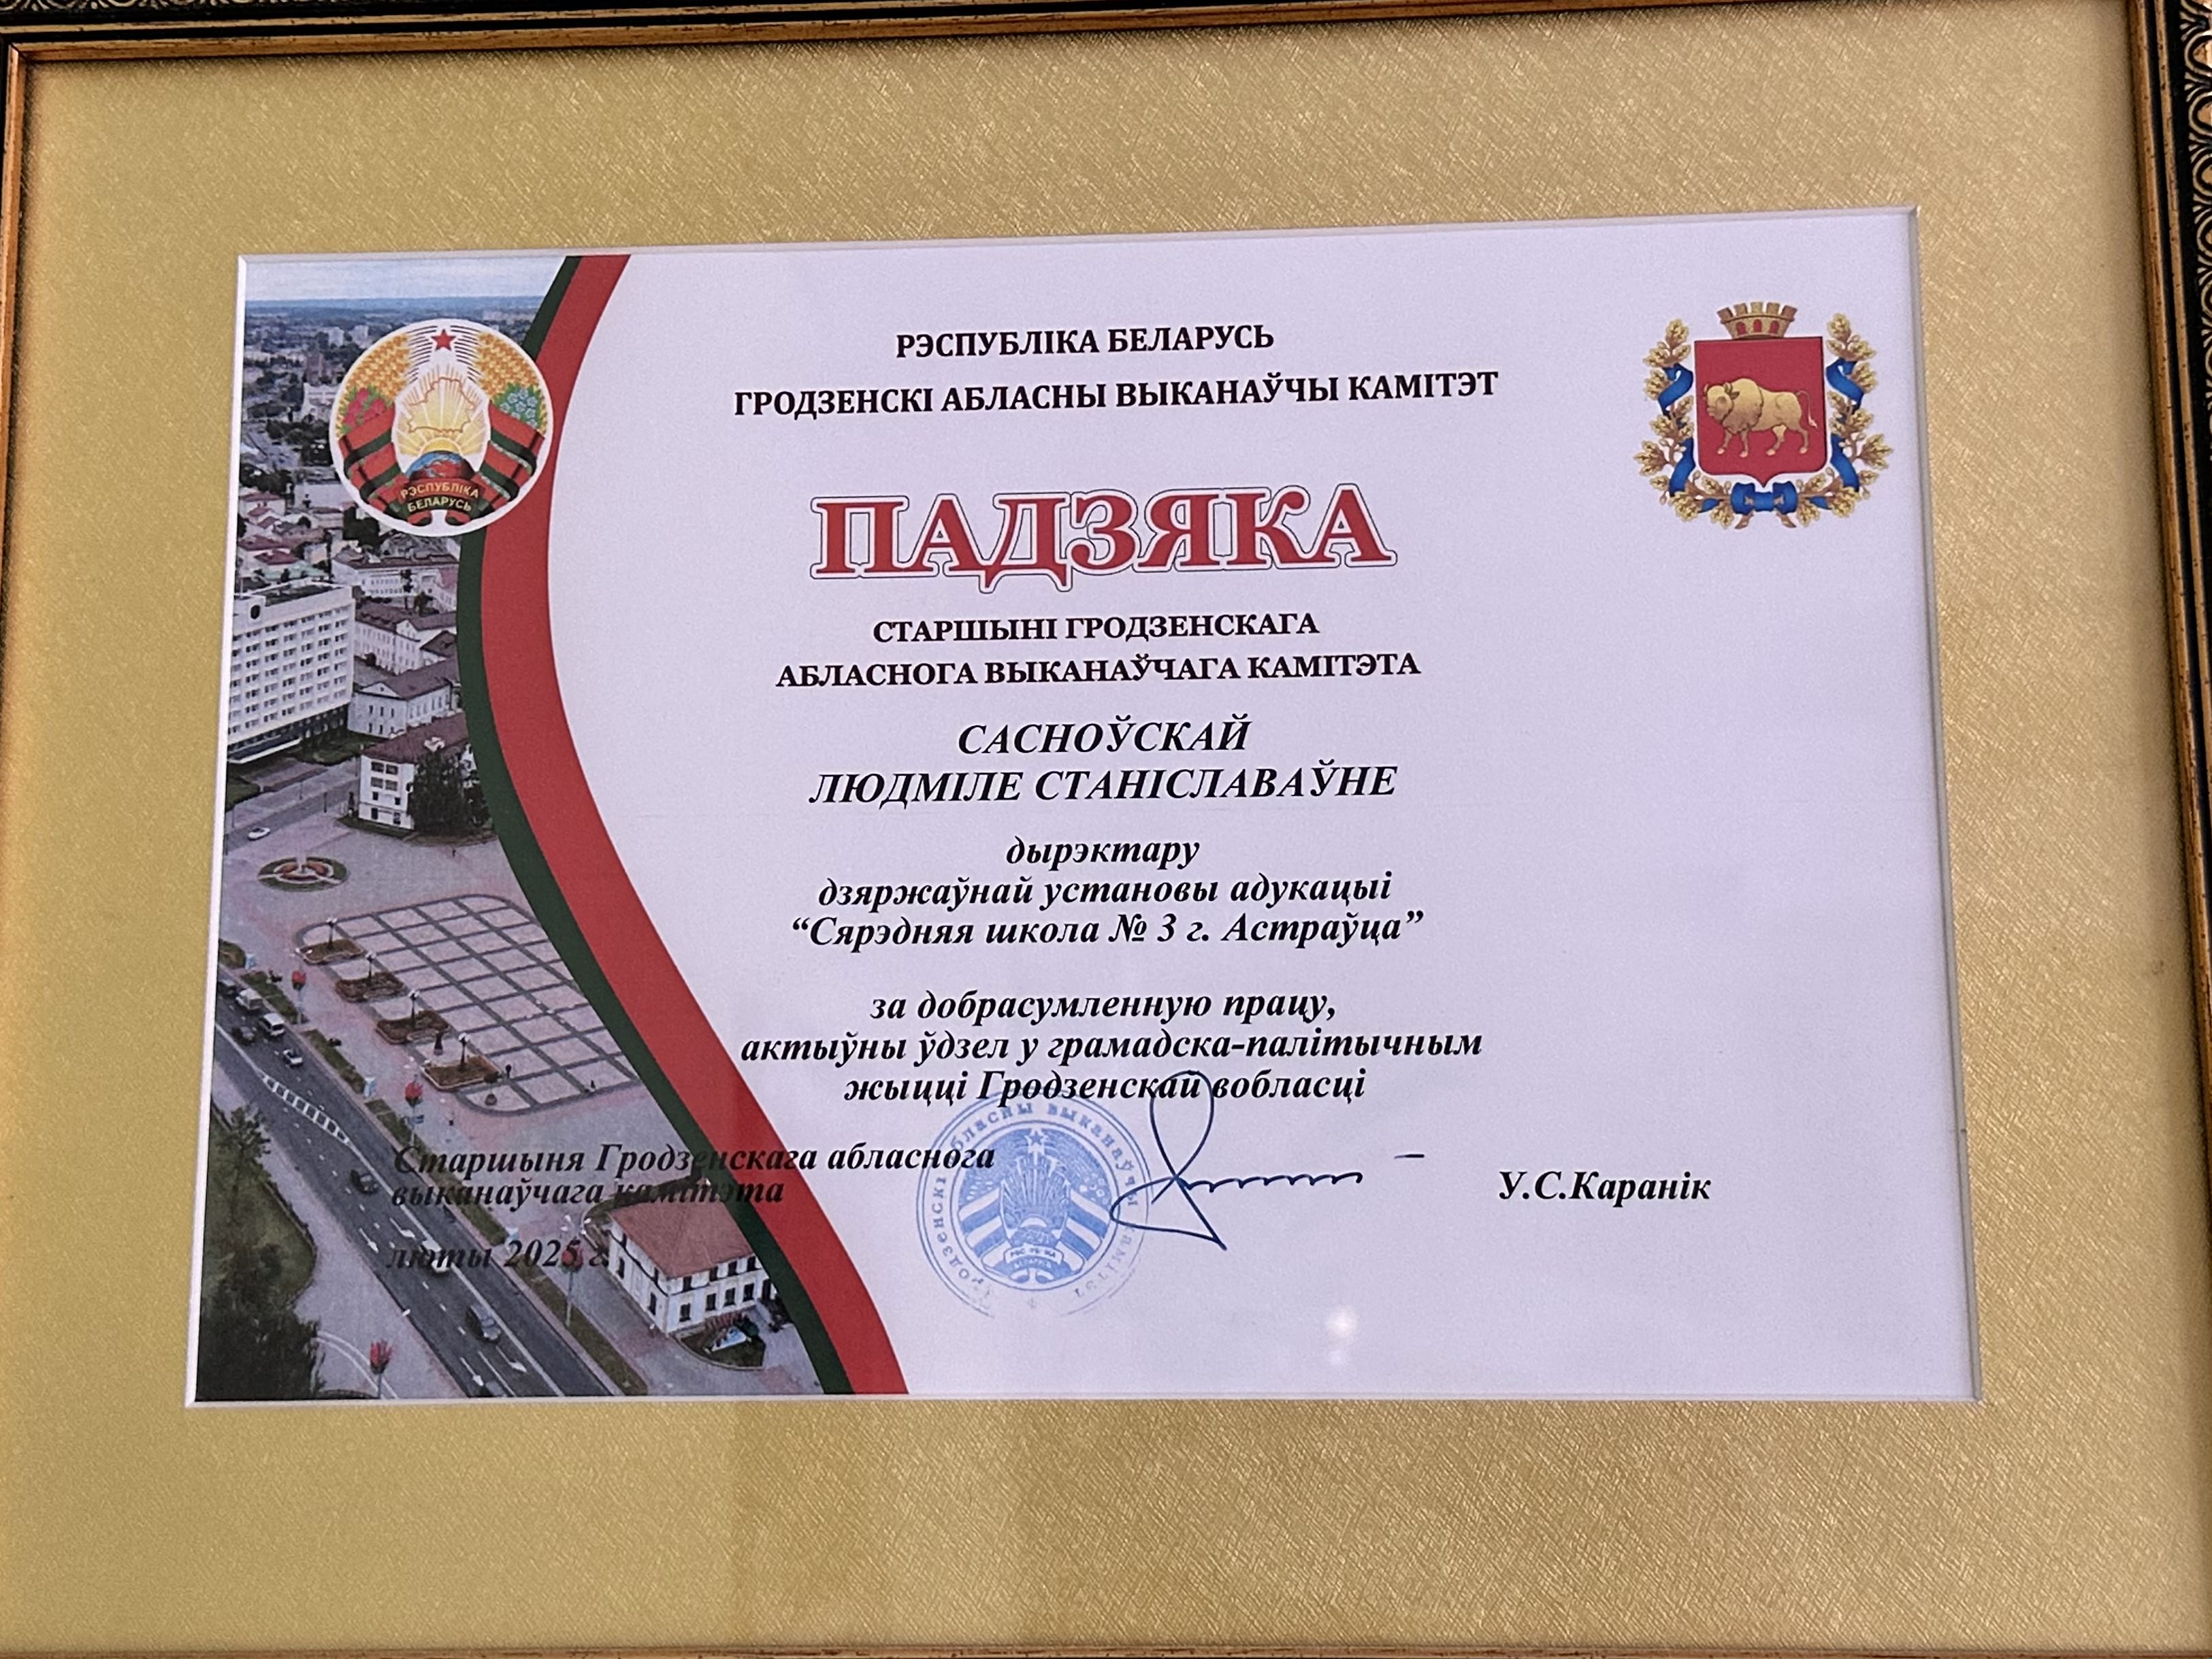 РЭСПУБЛІКА БЕЛАРУСЬ
ГРОДЗЕНСКІ АБЛАСНЫ ВЫКАНАЎЧЫ КАМІТЭТ
РЭСПУБЛІКА
БЕЛАРУСЬ
ПАДЗЯКА
СТАРШЫНІ ГРОДЗЕНСКАГА
АБЛАСНОГА ВЫКАНАЎЧАГА КАМІТЭТА
САСНОЎСКАЙ
ЛЮДМІЛЕ СТАНІСЛАВАЎНЕ
дырэктару
дзяржаўнай установы адукацыі
“Сярэдняя школа № 3 г. Астраўца”
за добрасумленную працу,
актыўны ўдзел у грамадска-палітычным
жыцці Гродзенскай вобласці
Старшыня Гродзенскага абласнога
выканаўчага камітэта
У.С.Каранік
люты 2025 г.
абласны выканаўчы